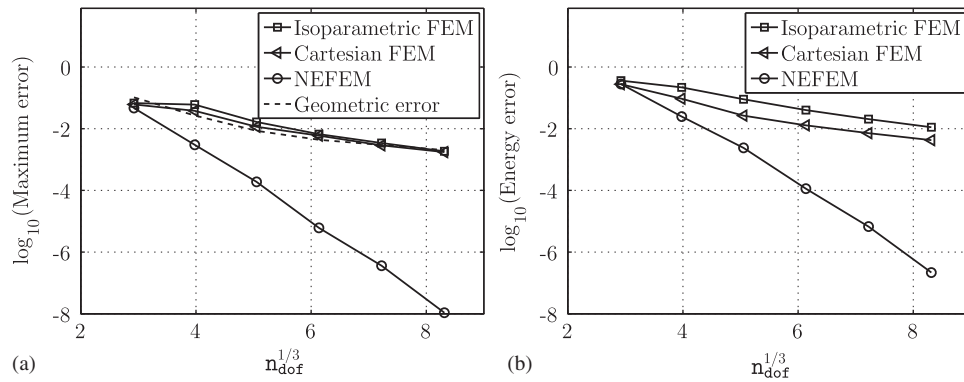 Isoparametric FEM
Cartesian FEM
NEFEM
Geometric error
log10(Maximum error)
0
-2
-4
-6
-8
2
4
6
8
n_dof^1/3
(a)
Isoparametric FEM
Cartesian FEM
NEFEM
log10(Energy error)
0
-2
-4
-6
-8
2
4
6
8
n_dof^1/3
(b)